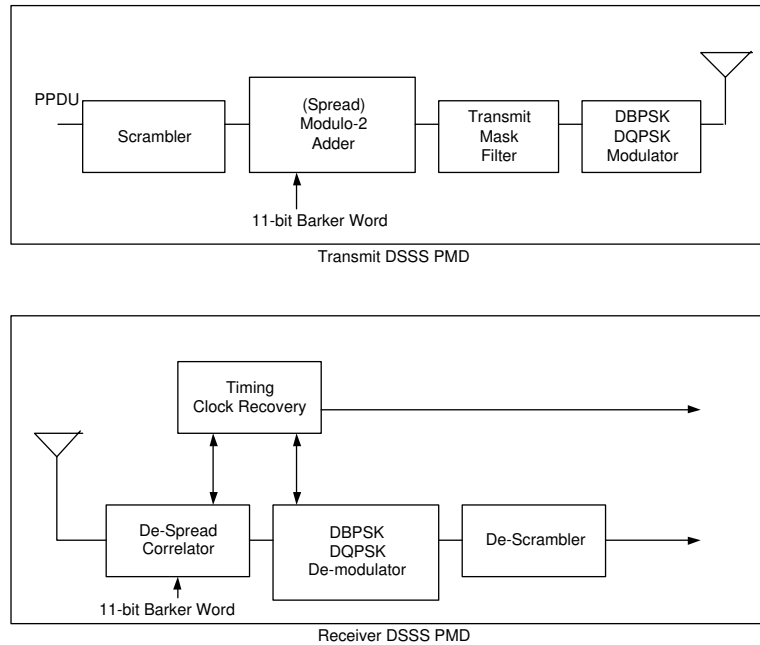 PPDU
Scrambler
(Spread)
Modulo-2
Adder
Transmit
Mask
Filter
DBPSK
DQPSK
Modulator
11-bit Barker Word
Transmit DSSS PMD
Timing
Clock Recovery
De-Spread
Correlator
DBPSK
DQPSK
De-modulator
De-Scrambler
11-bit Barker Word
Receiver DSSS PMD